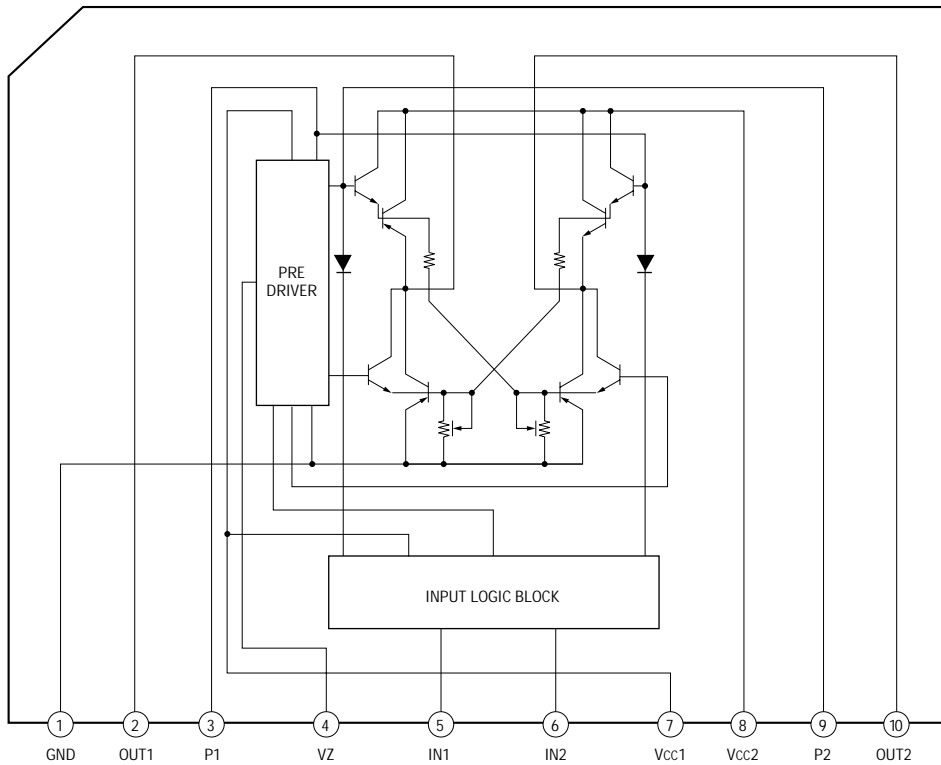 PRE
DRIVER
INPUT LOGIC BLOCK
1 2 3 4 5 6 7 8 9 10
GND OUT1 P1 VZ IN1 IN2 VCC1 VCC2 P2 OUT2